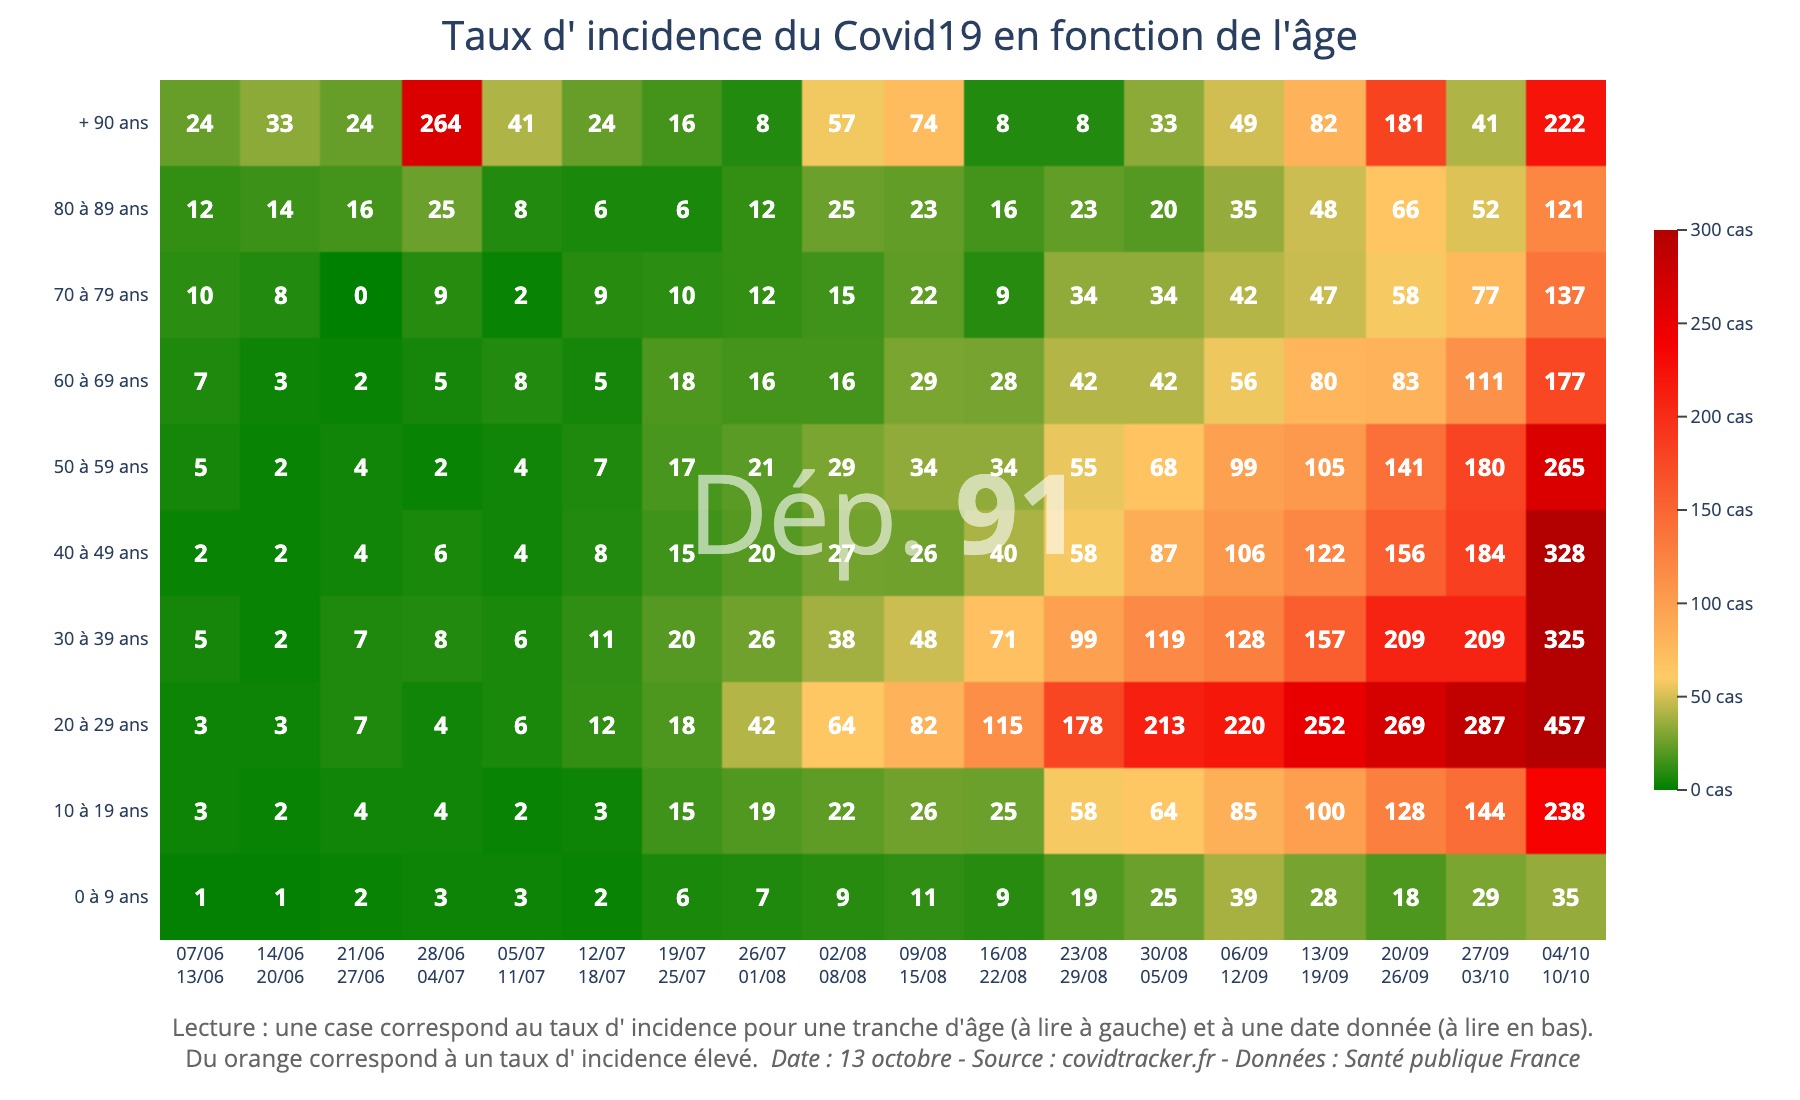 Taux d' incidence du Covid19 en fonction de l'âge
+ 90 ans 24 33 24 264 41 24 16 8 57 74 8 8 33 49 82 181 41 222
80 à 89 ans 12 14 16 25 8 6 6 12 25 23 16 23 20 35 48 66 52 121
70 à 79 ans 10 8 0 9 2 9 10 12 15 22 9 34 34 42 47 58 77 137
60 à 69 ans 7 3 2 5 8 5 18 16 16 29 28 42 42 56 80 83 111 177
50 à 59 ans 5 2 4 2 4 7 17 21 29 34 34 55 68 99 105 141 180 265
Dép. 91
40 à 49 ans 2 2 4 6 4 8 15 20 27 26 40 58 87 106 122 156 184 328
30 à 39 ans 5 2 7 8 6 11 20 26 38 48 71 99 119 128 157 209 209 325
20 à 29 ans 3 3 7 4 6 12 18 42 64 82 115 178 213 220 252 269 287 457
10 à 19 ans 3 2 4 4 2 3 15 19 22 26 25 58 64 85 100 128 144 238
0 à 9 ans 1 1 2 3 3 2 6 7 9 11 9 19 25 39 28 18 29 35
07/06 14/06 21/06 28/06 05/07 12/07 19/07 26/07 02/08 09/08 16/08 23/08 30/08 06/09 13/09 20/09 27/09 04/10
13/06 20/06 27/06 04/07 11/07 18/07 25/07 01/08 08/08 15/08 22/08 29/08 05/09 12/09 19/09 26/09 03/10 10/10
300 cas
250 cas
200 cas
150 cas
100 cas
50 cas
0 cas
Lecture : une case correspond au taux d' incidence pour une tranche d'âge (à lire à gauche) et à une date donnée (à lire en bas).
Du orange correspond à un taux d' incidence élevé. Date : 13 octobre - Source : covidtracker.fr - Données : Santé publique France